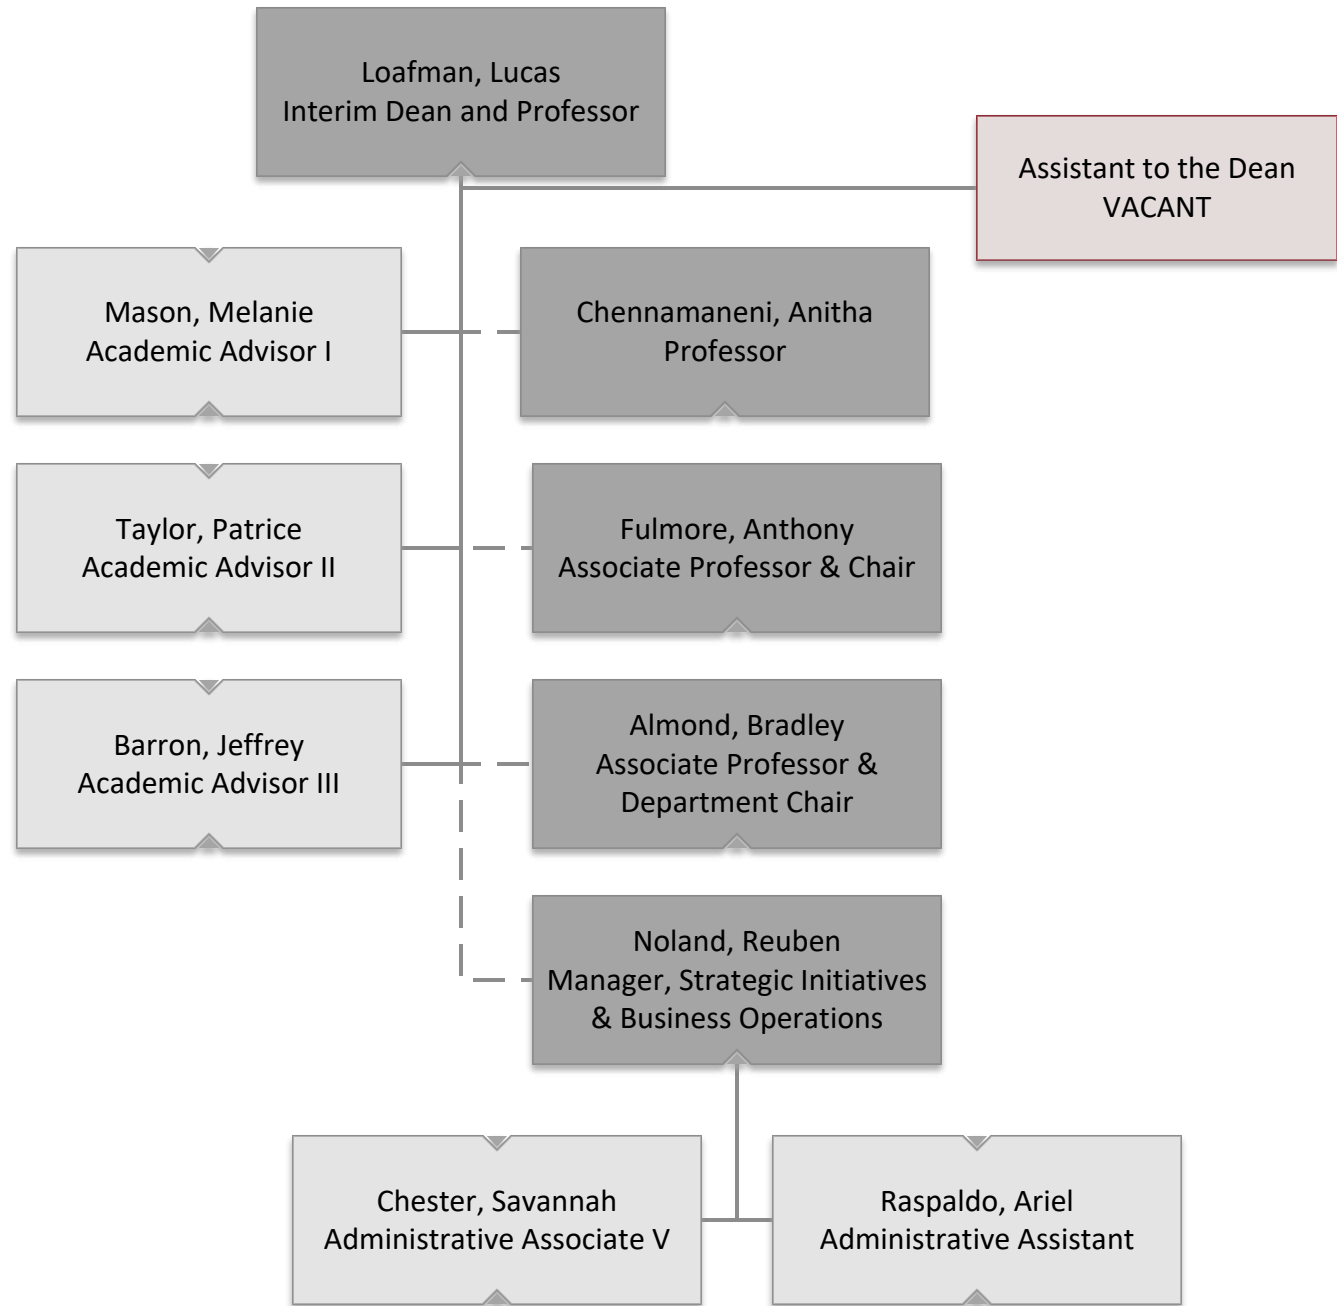 Loafman, Lucas
Interim Dean and Professor
Assistant to the Dean
VACANT
Mason, Melanie
Academic Advisor I
Chennamaneni, Anitha
Professor
Taylor, Patrice
Academic Advisor II
Fulmore, Anthony
Associate Professor & Chair
Barron, Jeffrey
Academic Advisor III
Almond, Bradley
Associate Professor &
Department Chair
Noland, Reuben
Manager, Strategic Initiatives
& Business Operations
Chester, Savannah
Administrative Associate V
Raspaldo, Ariel
Administrative Assistant